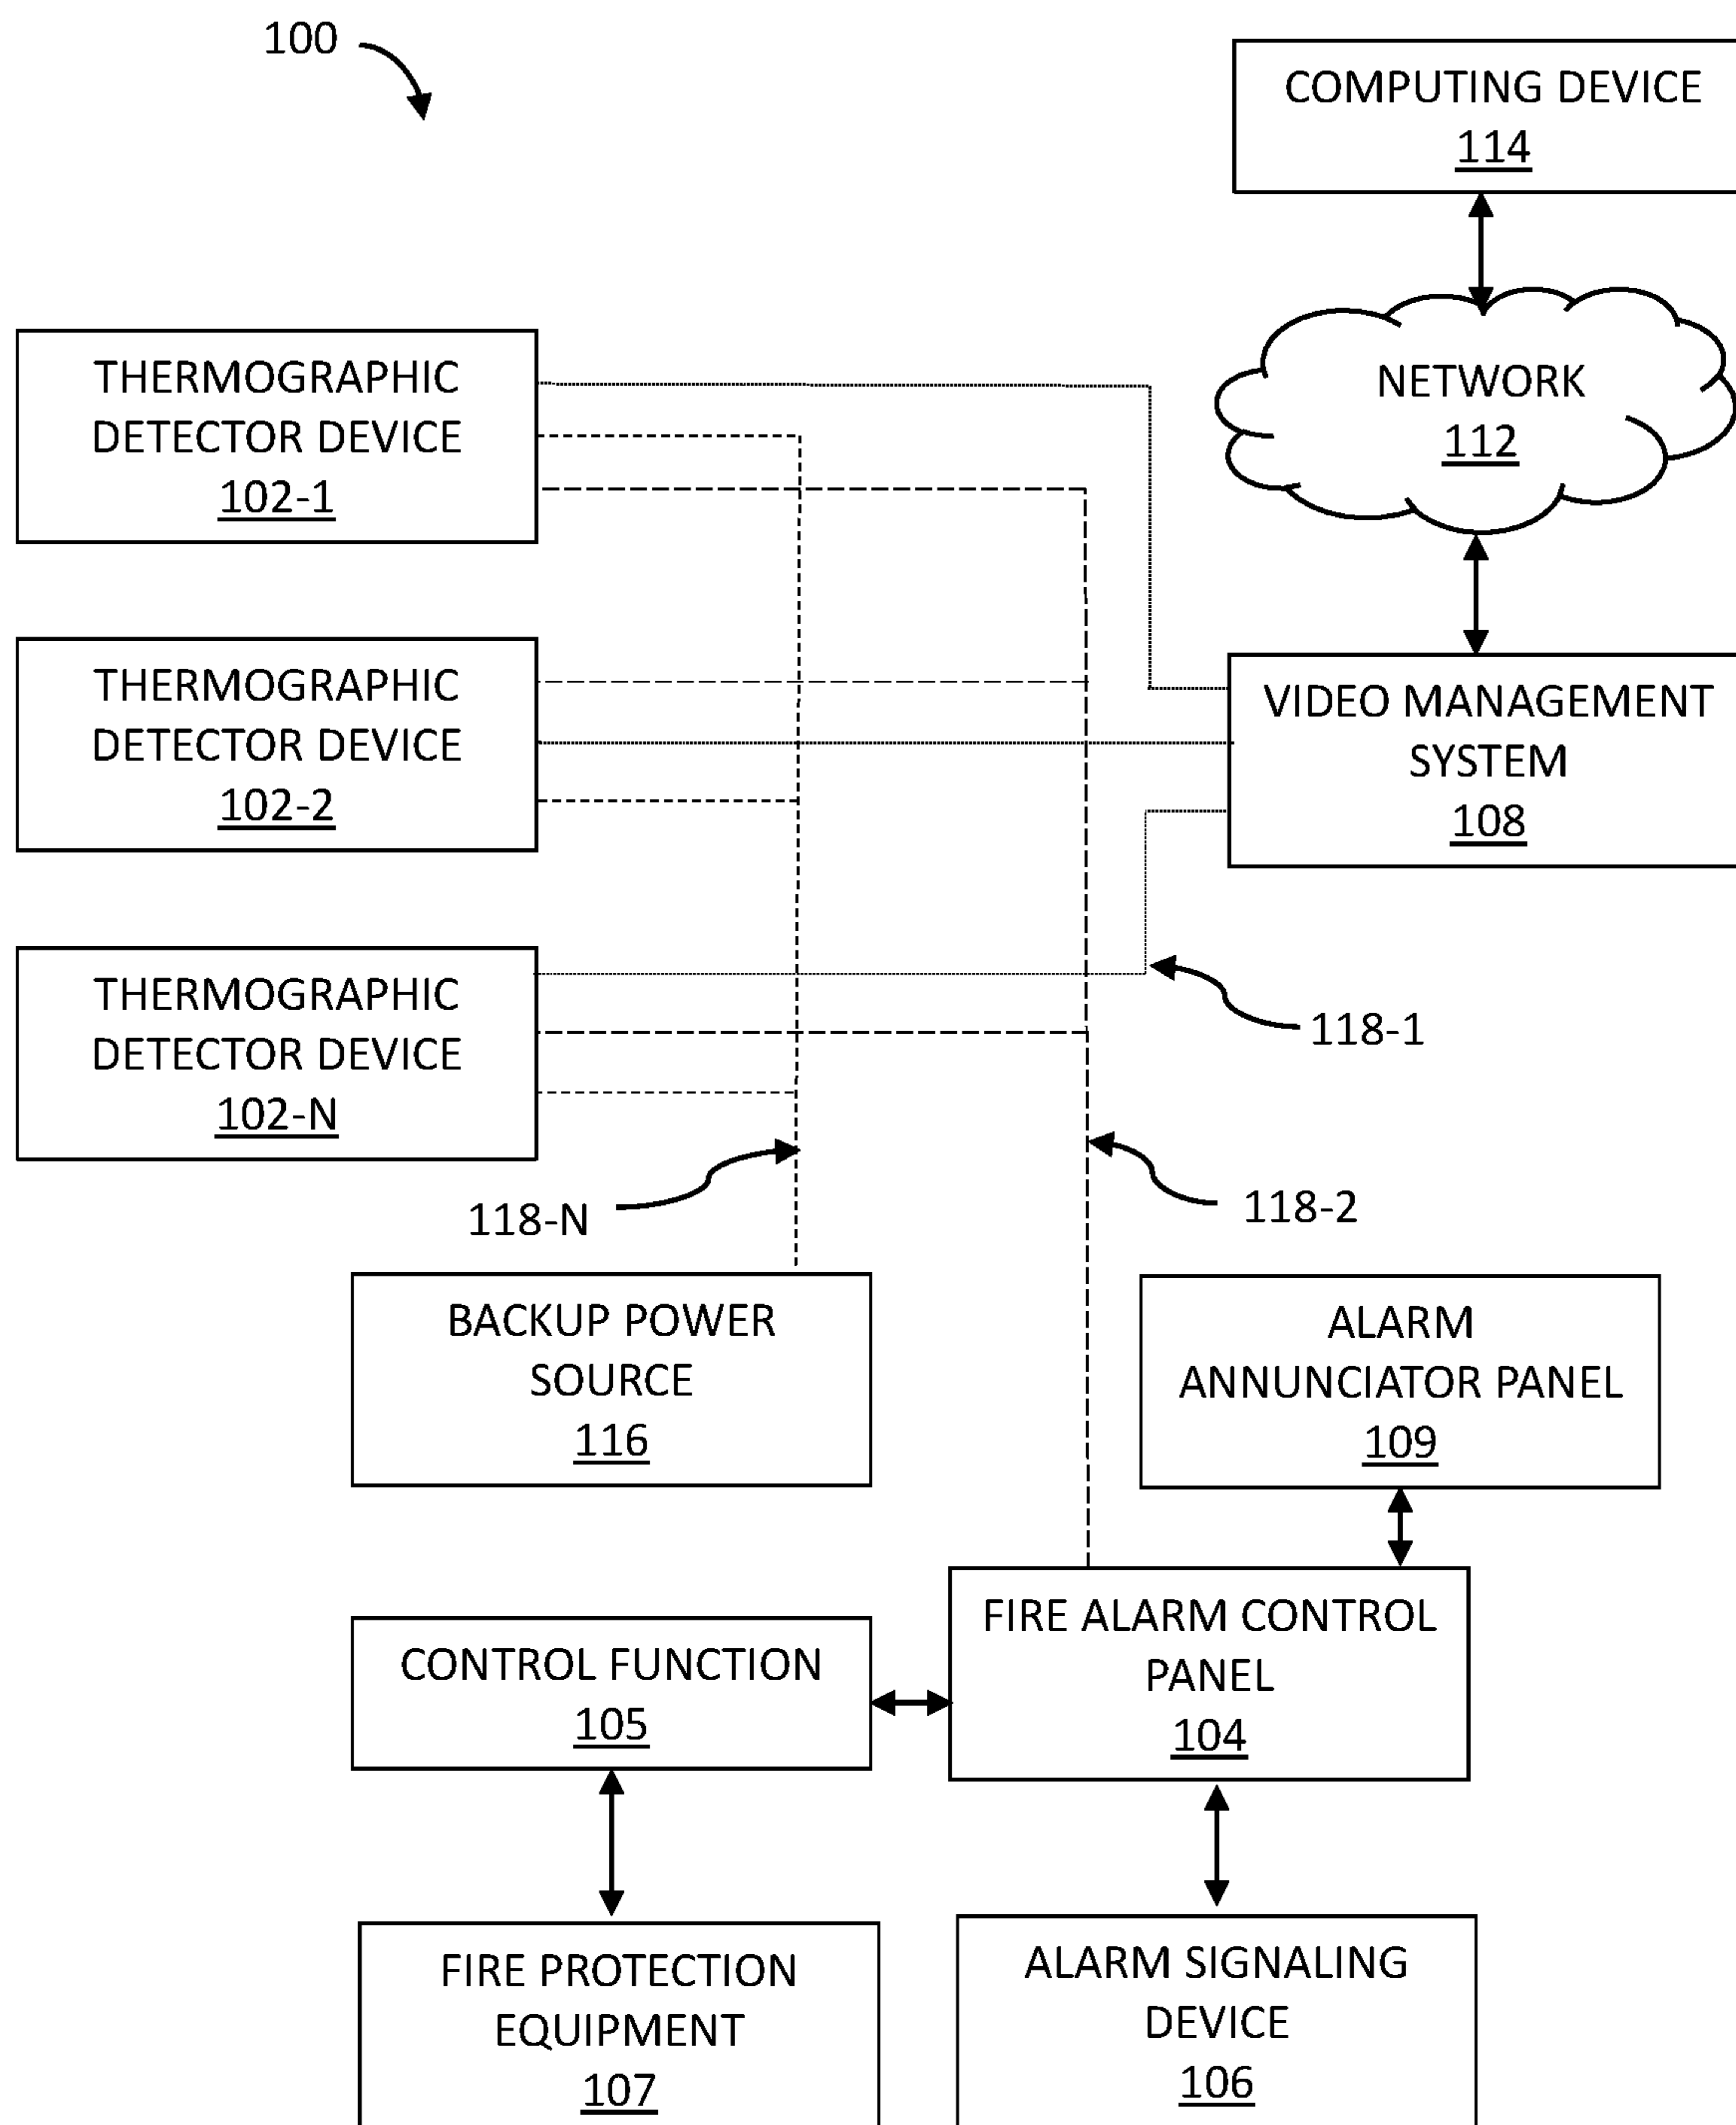 100
COMPUTING DEVICE
114
NETWORK
112
THERMOGRAPHIC
DETECTOR DEVICE
102-1
THERMOGRAPHIC
DETECTOR DEVICE
102-2
VIDEO MANAGEMENT
SYSTEM
108
THERMOGRAPHIC
DETECTOR DEVICE
102-N
118-1
118-N
118-2
BACKUP POWER
SOURCE
116
ALARM
ANNUNCIATOR PANEL
109
FIRE ALARM CONTROL
PANEL
104
CONTROL FUNCTION
105
FIRE PROTECTION
EQUIPMENT
107
ALARM SIGNALING
DEVICE
106